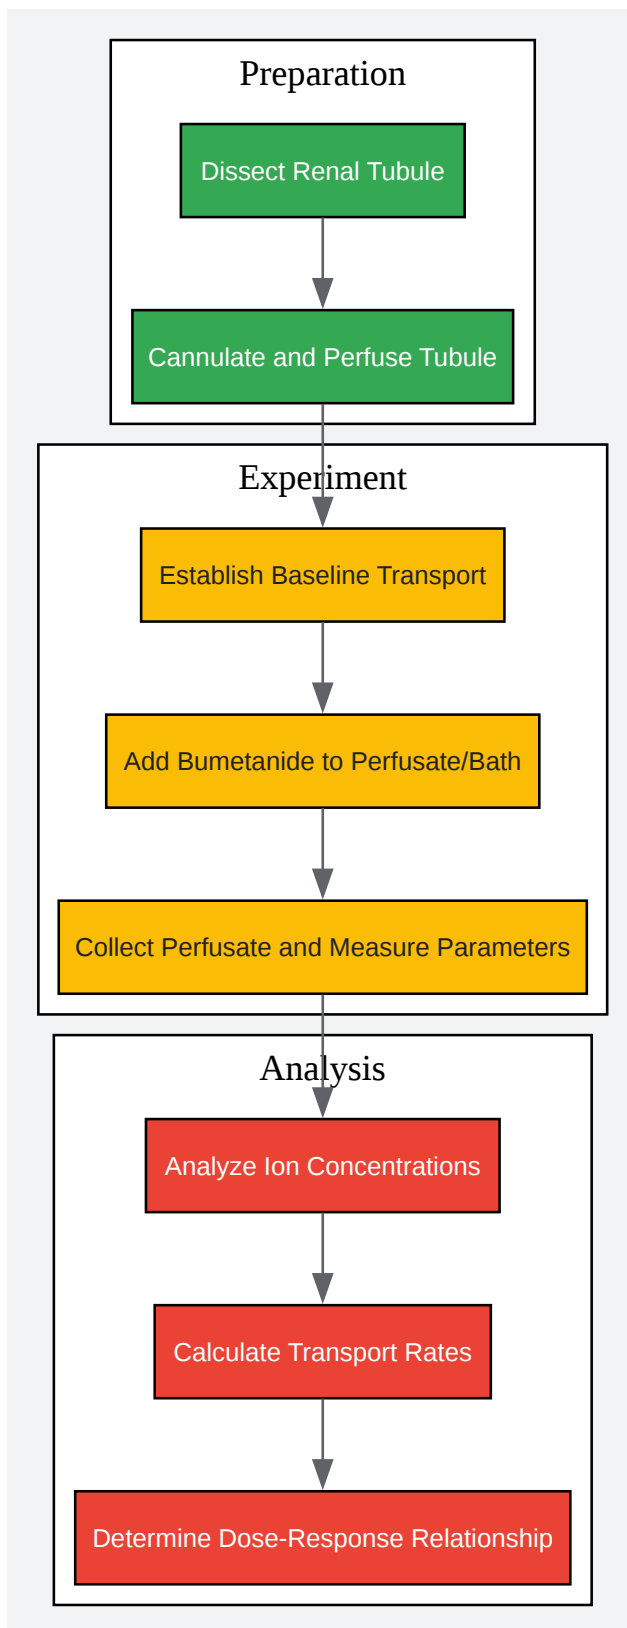 Preparation
Dissect Renal Tubule
Cannulate and Perfuse Tubule
Experiment
Establish Baseline Transport
Add Bumetanide to Perfusate/Bath
Collect Perfusate and Measure Parameters
Analysis
Analyze Ion Concentrations
Calculate Transport Rates
Determine Dose-Response Relationship